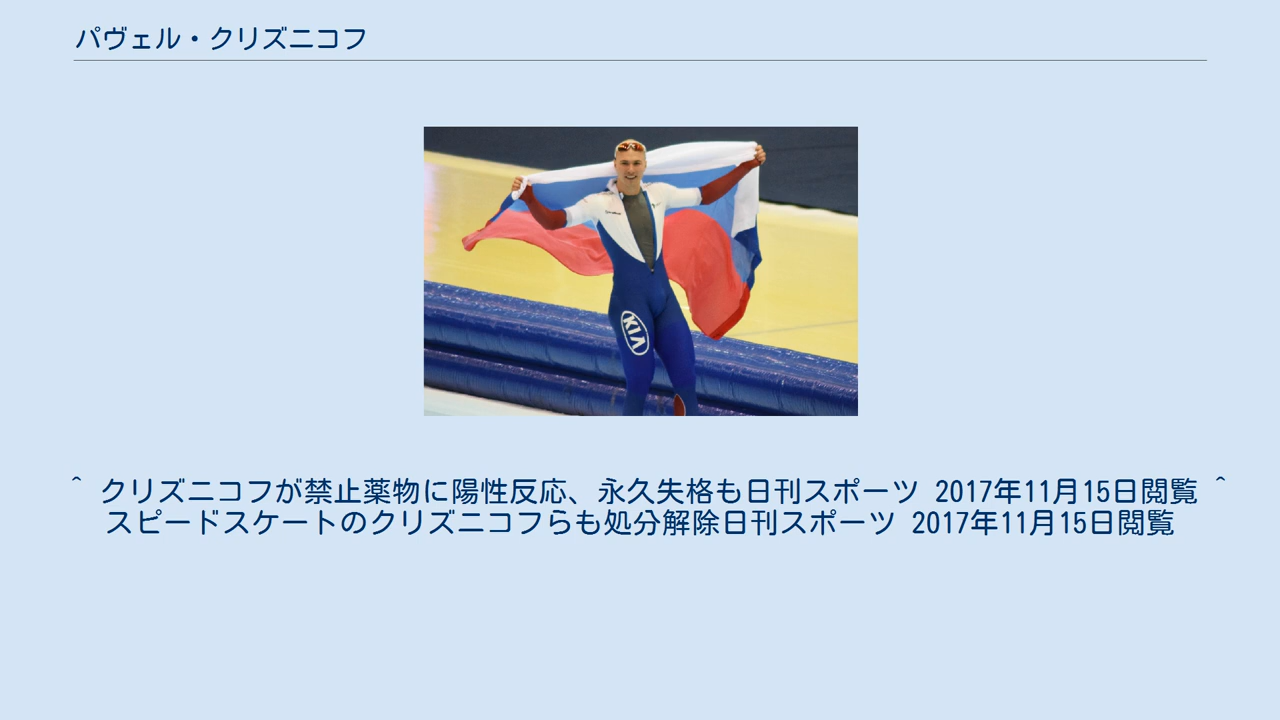 パヴェル・クリズニコフ
KIA
^ クリズニコフが禁止薬物に陽性反応、永久失格も日刊スポーツ 2017年11月15日閲覧 ^
スピードスケートのクリズニコフらも処分解除日刊スポーツ 2017年11月15日閲覧